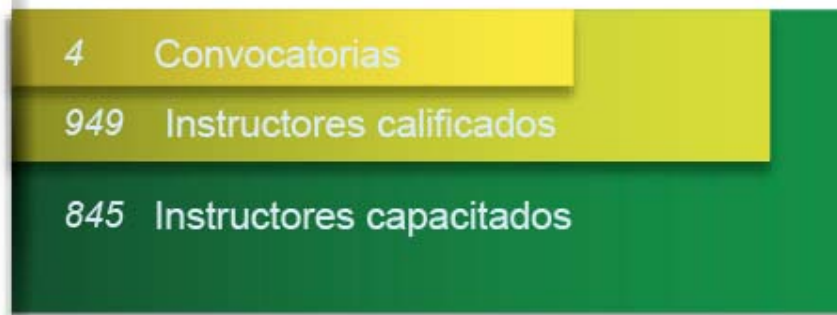 4 Convocatorias
949 Instructores calificados
845 Instructores capacitados